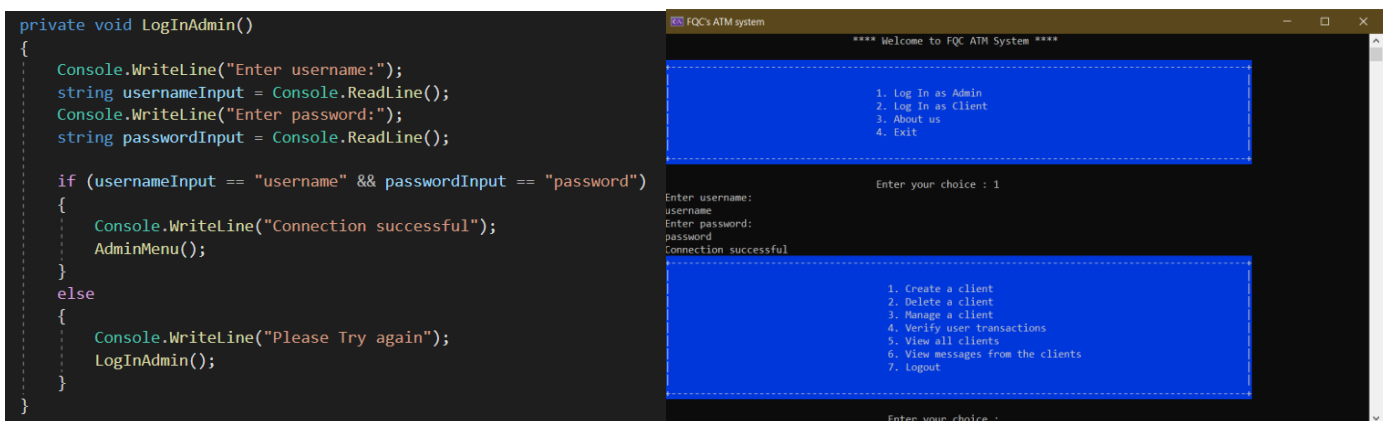 private void LogInAdmin()
{
Console.WriteLine("Enter username:");
string usernameInput = Console.ReadLine();
Console.WriteLine("Enter password:");
string passwordInput = Console.ReadLine();
if (usernameInput == "username" && passwordInput == "password")
{
Console.WriteLine("Connection successful");
AdminMenu();
}
else
{
Console.WriteLine("Please Try again");
LogInAdmin();
}
}
FQC's ATM system
**** Welcome to FQC ATM System ****
1. Log In as Admin
2. Log In as Client
3. About us
4. Exit
Enter your choice : 1
Enter username:
username
Enter password:
password
Connection successful
1. Create a client
2. Delete a client
3. Manage a client
4. Verify user transactions
5. View all clients
6. View messages from the clients
7. Logout
Enter your choice :